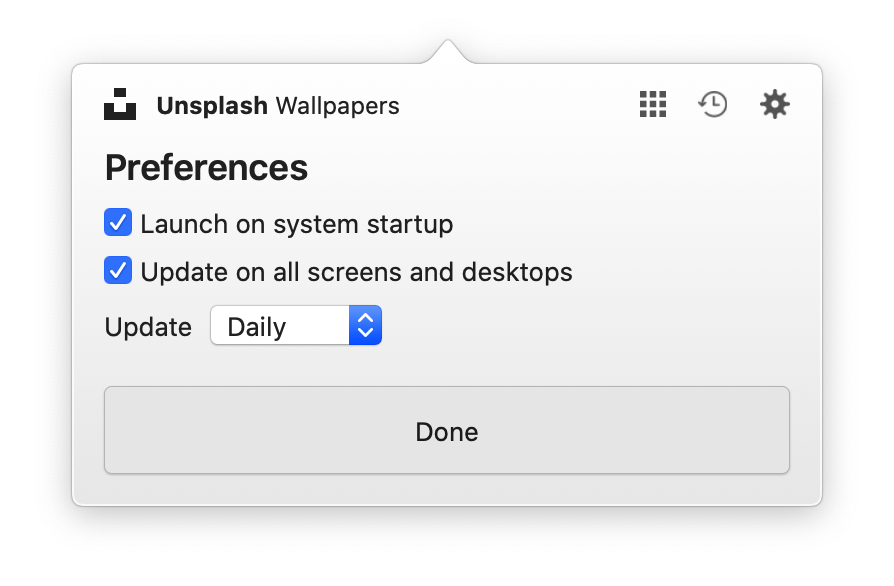 Unsplash Wallpapers
Preferences
Launch on system startup
Update on all screens and desktops
Update Daily
Done